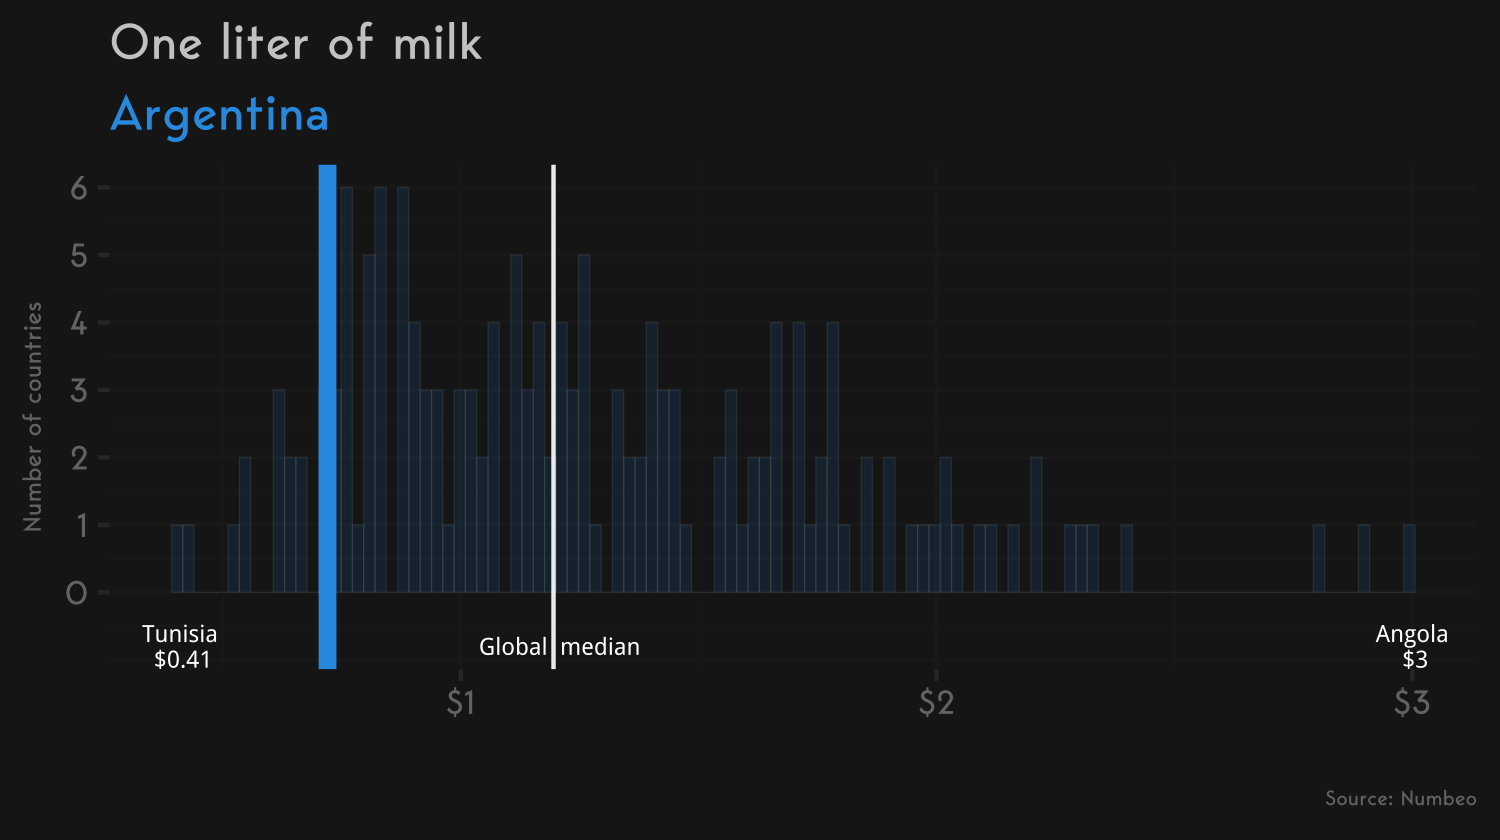 One liter of milk
Argentina
Number of countries
6
5
4
3
2
1
0
Tunisia
$0.41
Global median
Angola
$3
$1
$2
$3
Source: Numbeo